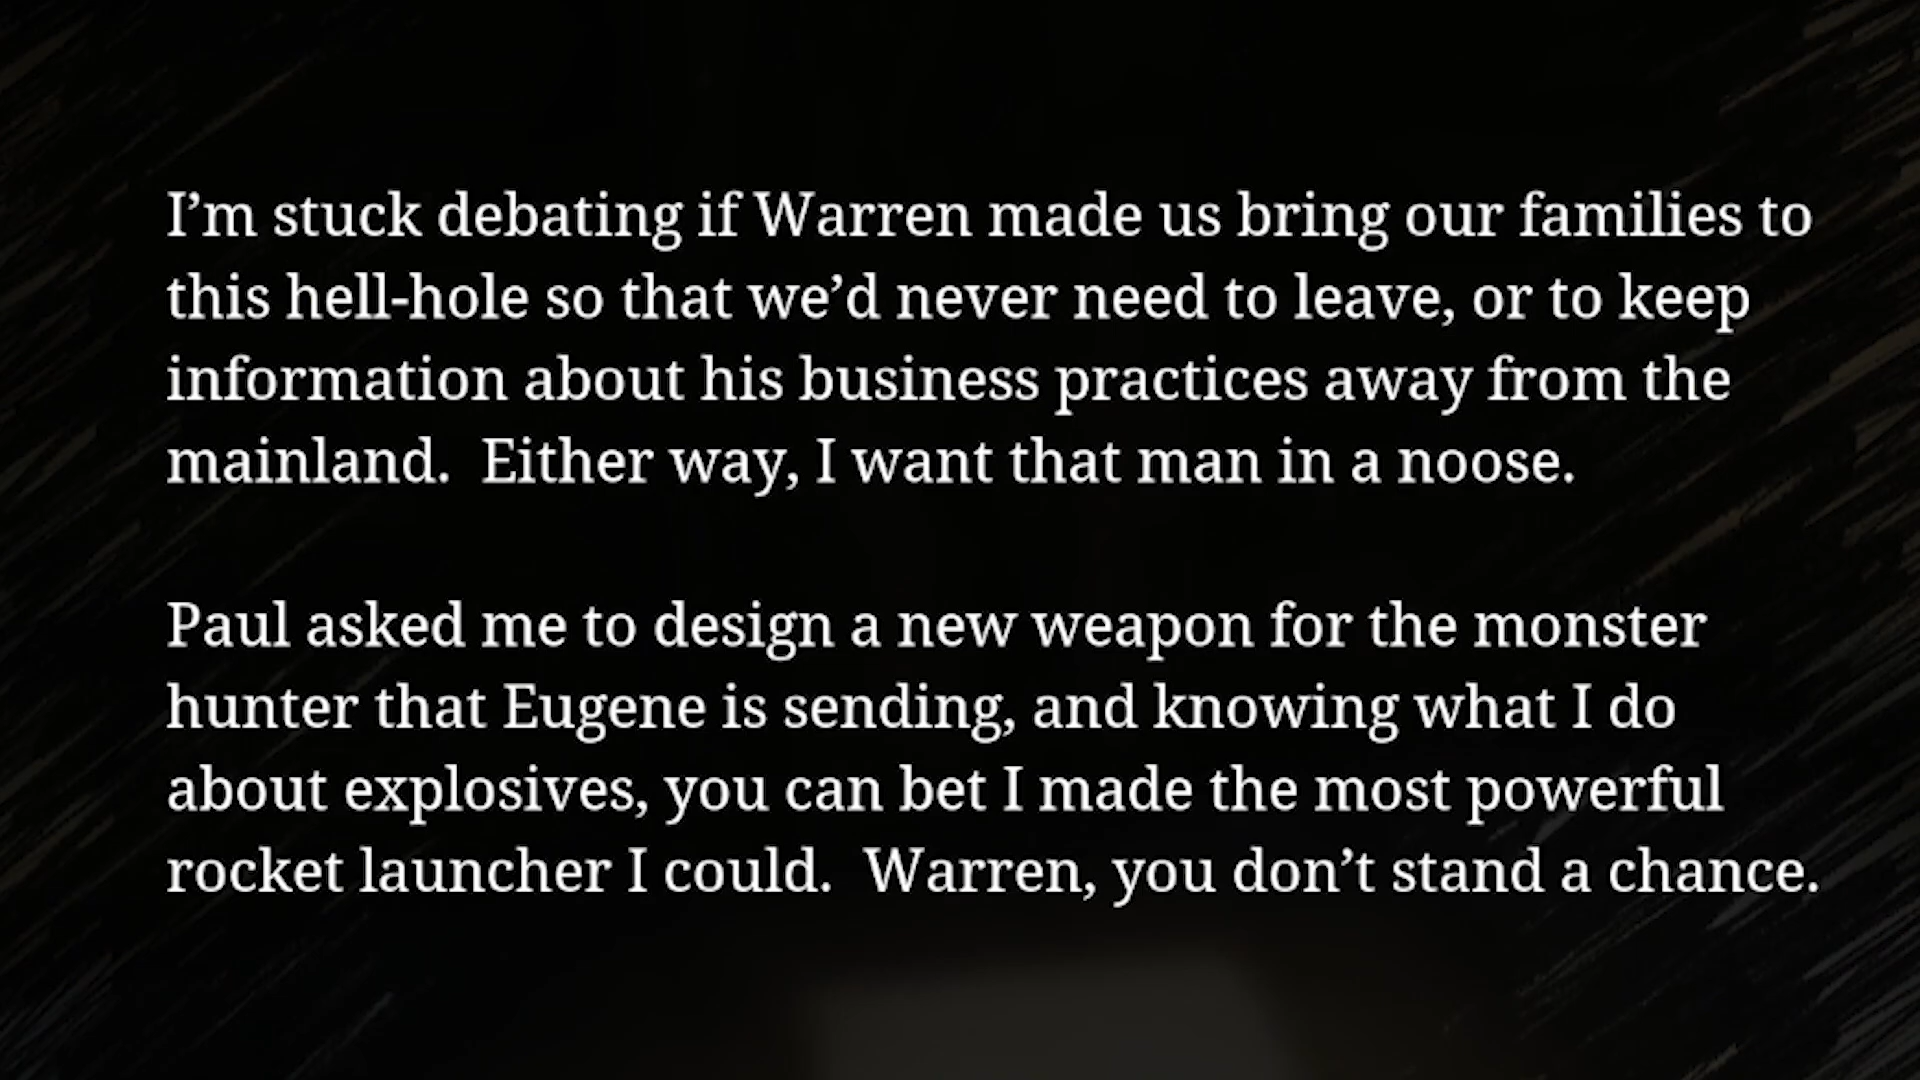 I’m stuck debating if Warren made us bring our families to
this hell-hole so that we’d never need to leave, or to keep
information about his business practices away from the
mainland.  Either way, I want that man in a noose.
Paul asked me to design a new weapon for the monster
hunter that Eugene is sending, and knowing what I do
about explosives, you can bet I made the most powerful
rocket launcher I could.  Warren, you don’t stand a chance.